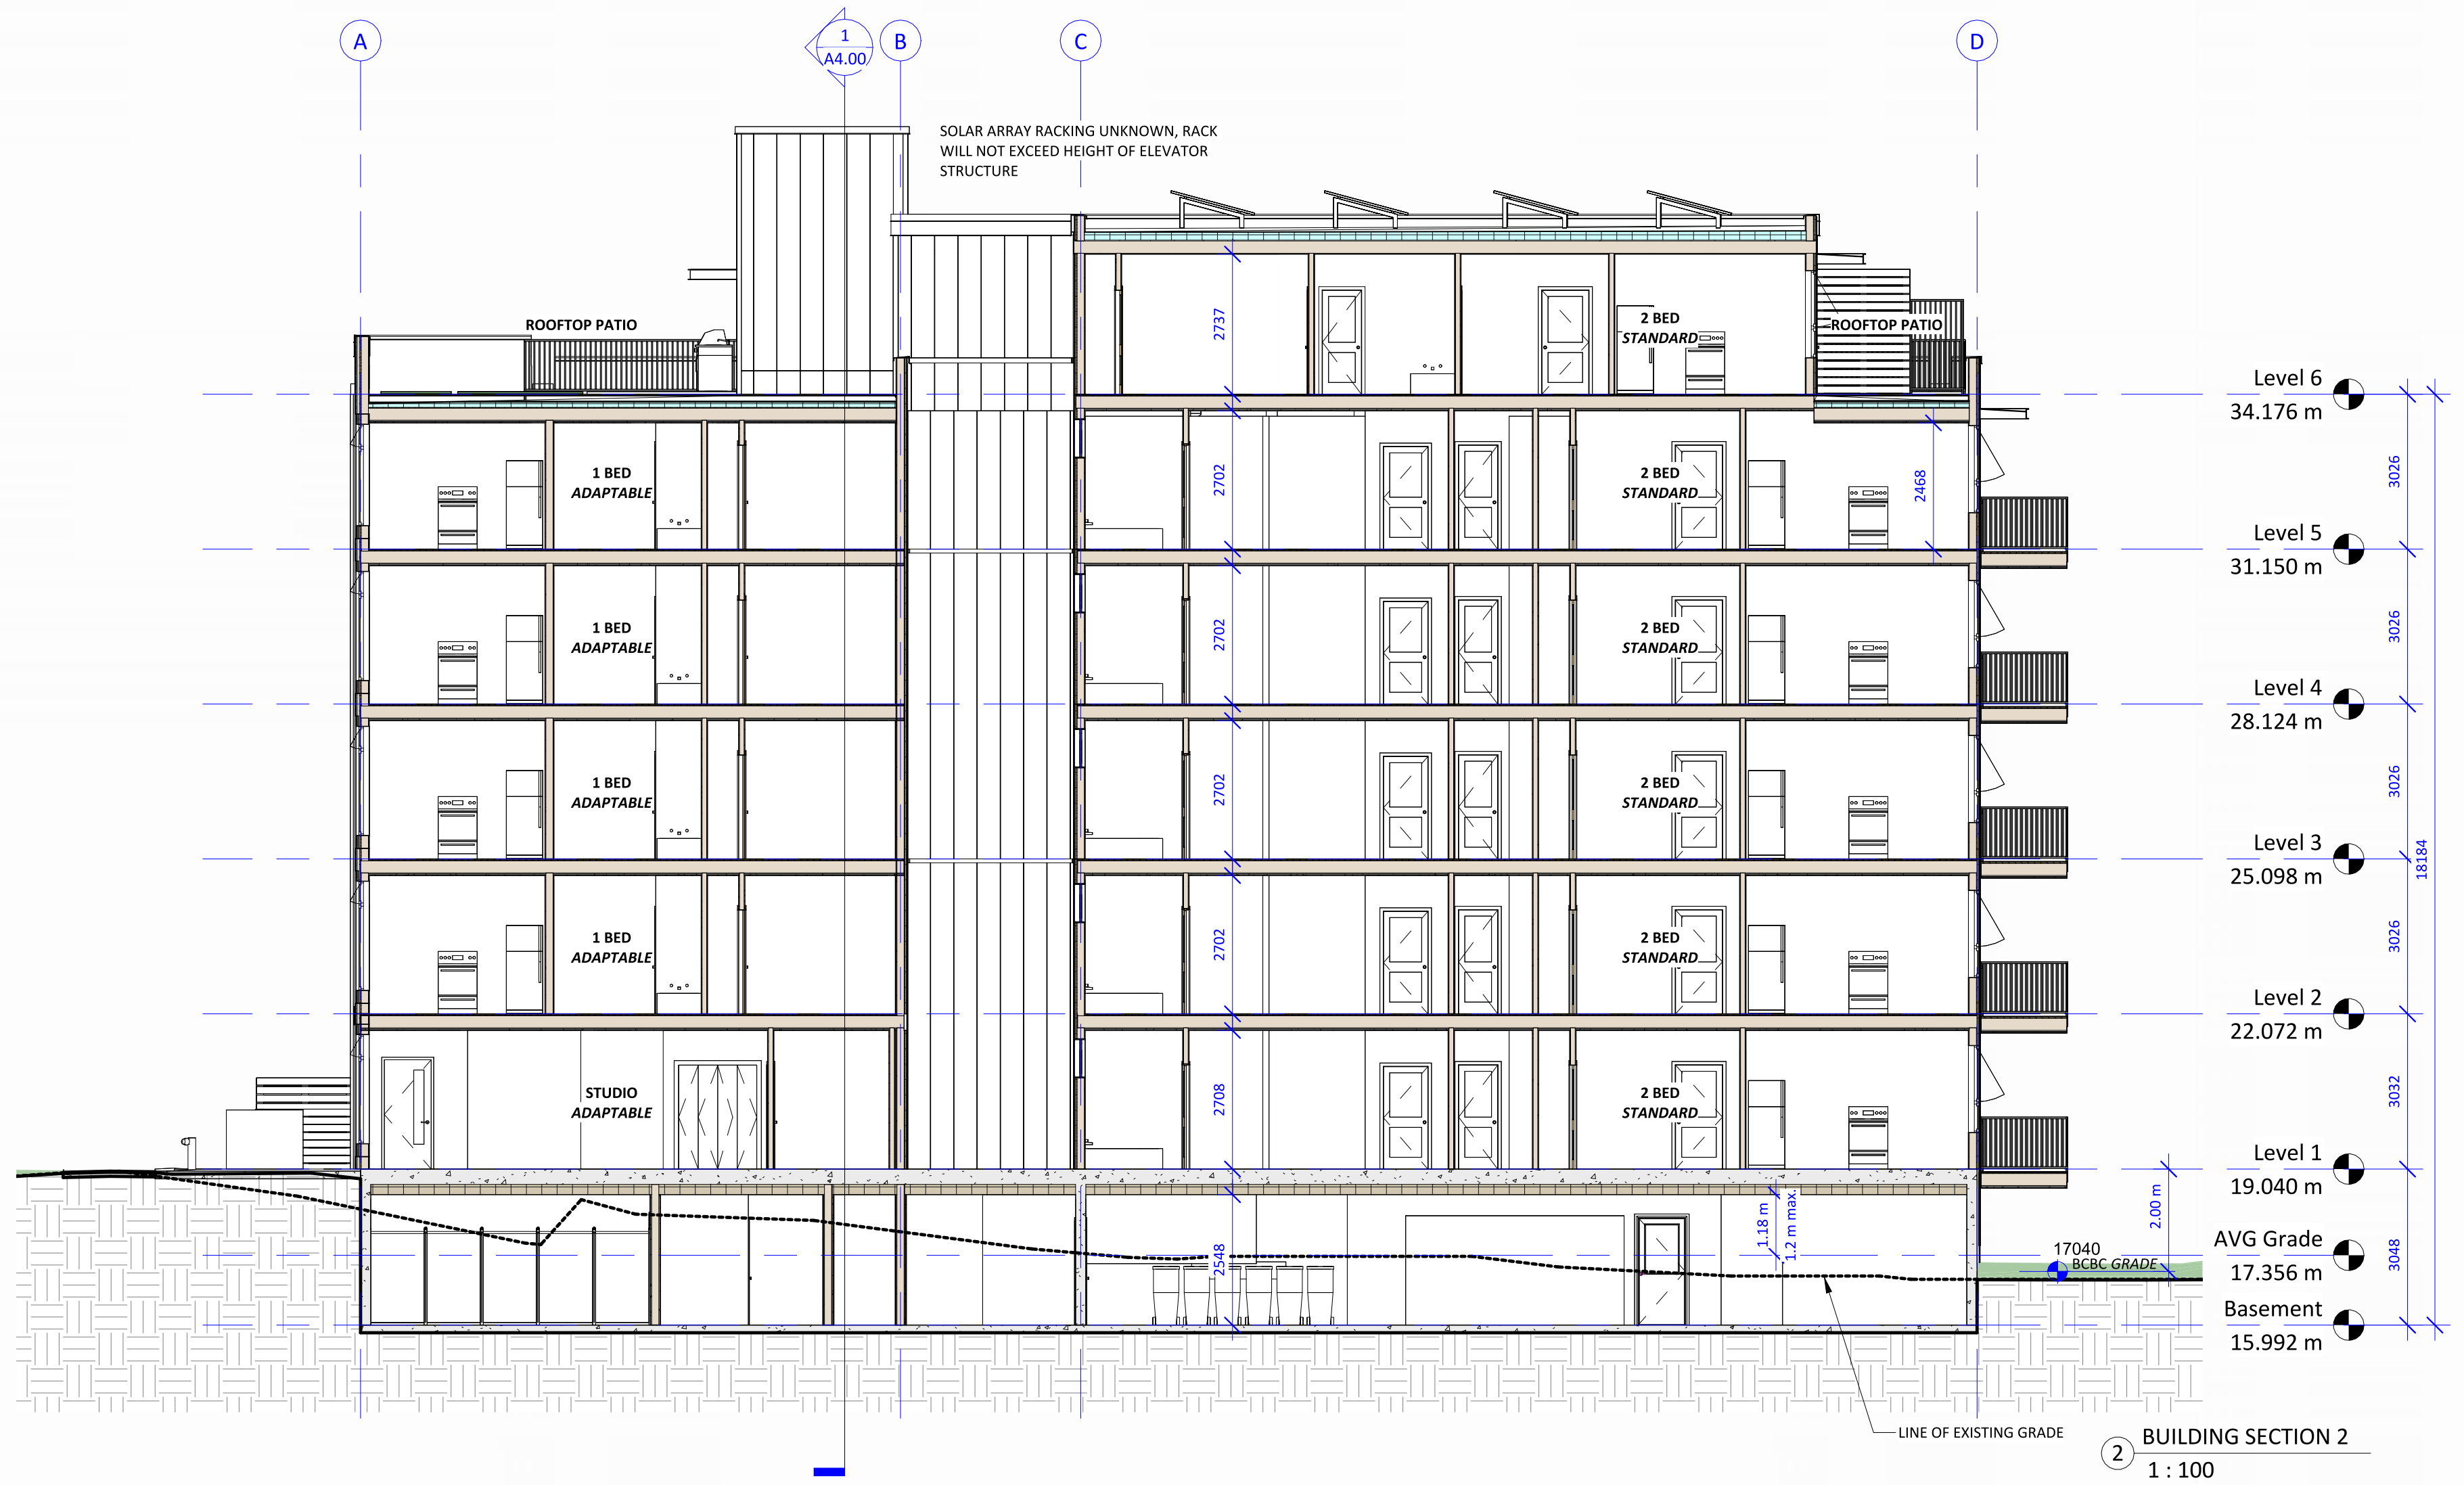 A
1
A4.00
B
C
D
SOLAR ARRAY RACKING UNKNOWN, RACK
WILL NOT EXCEED HEIGHT OF ELEVATOR
STRUCTURE
ROOFTOP PATIO
2737
2 BED
STANDARD
ROOFTOP PATIO
Level 6
34.176 m
1 BED
ADAPTABLE
2702
2 BED
STANDARD
2468
3026
Level 5
31.150 m
1 BED
ADAPTABLE
2702
2 BED
STANDARD
3026
Level 4
28.124 m
1 BED
ADAPTABLE
2702
2 BED
STANDARD
3026
Level 3
25.098 m
18184
1 BED
ADAPTABLE
2702
2 BED
STANDARD
3026
Level 2
22.072 m
STUDIO
ADAPTABLE
2708
2 BED
STANDARD
3032
Level 1
19.040 m
2548
1.18 m
1.2 m max.
2.00 m
17040
BCBC GRADE
AVG Grade
17.356 m
3048
Basement
15.992 m
LINE OF EXISTING GRADE
2
BUILDING SECTION 2
1 : 100